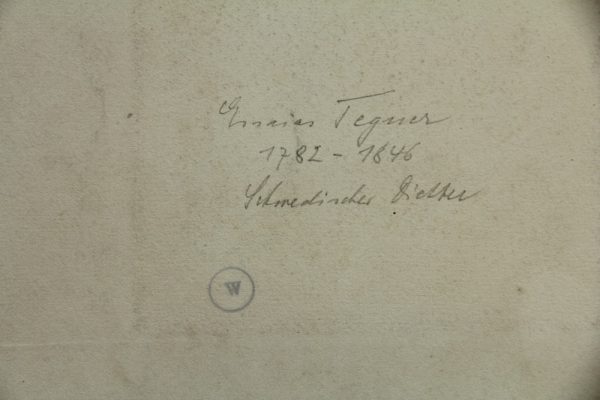 Esaias Tegner
1782 - 1846
Schwedischer Dichter
W